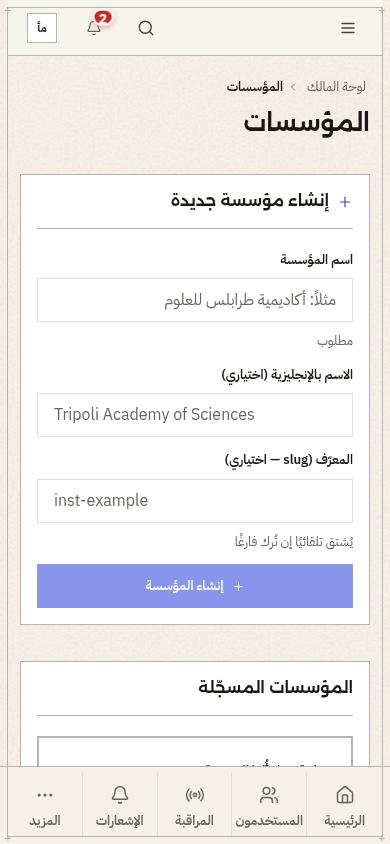 مأ
2
لوحة المالك › المؤسسات
المؤسسات
+ إنشاء مؤسسة جديدة
اسم المؤسسة
مثلاً: أكاديمية طرابلس للعلوم
مطلوب
الاسم بالإنجليزية (اختياري)
Tripoli Academy of Sciences
المعرّف (slug — اختياري)
inst-example
يُشتق تلقائيًا إن تُرك فارغًا
+ إنشاء المؤسسة
المؤسسات المسجّلة
الرئيسية
المستخدمون
المراقبة
الإشعارات
المزيد